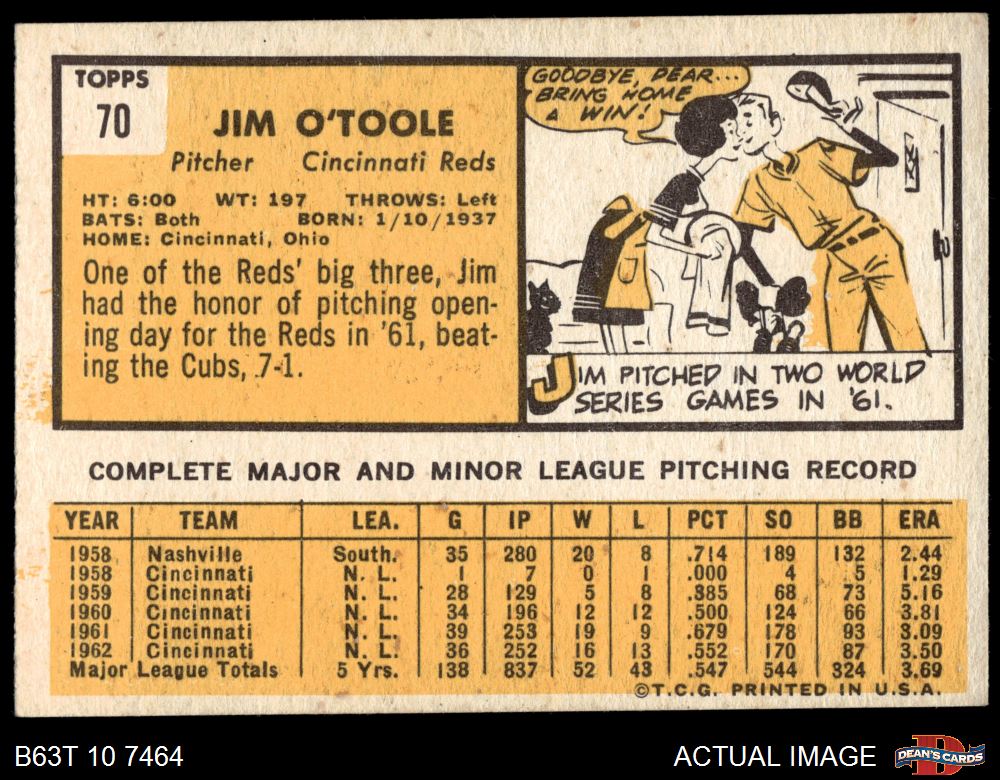 TOPPS
70
JIM O'TOOLE
Pitcher Cincinnati Reds
HT: 6:00 WT: 197 THROWS: Left
BATS: Both BORN: 1/10/1937
HOME: Cincinnati, Ohio
One of the Reds' big three, Jim
had the honor of pitching open-
ing day for the Reds in '61, beat-
ing the Cubs, 7-1.
GOODBYE, DEAR...
BRING HOME
A WIN!
JIM PITCHED IN TWO WORLD
SERIES GAMES IN '61.
COMPLETE MAJOR AND MINOR LEAGUE PITCHING RECORD
YEAR TEAM LEA. G IP W L PCT SO BB ERA
1958 Nashville South. 35 280 20 8 .714 189 132 2.44
1958 Cincinnati N. L. 1 7 0 1 .000 4 5 1.29
1959 Cincinnati N. L. 28 129 5 8 .385 68 73 5.16
1960 Cincinnati N. L. 34 196 12 12 .500 124 66 3.81
1961 Cincinnati N. L. 39 253 19 9 .679 178 93 3.09
1962 Cincinnati N. L. 36 252 16 13 .552 170 87 3.50
Major League Totals 5 Yrs. 138 837 52 43 .547 544 324 3.69
©T.C.G. PRINTED IN U.S.A.
B63T 10 7464
ACTUAL IMAGE
DEAN'S CARDS